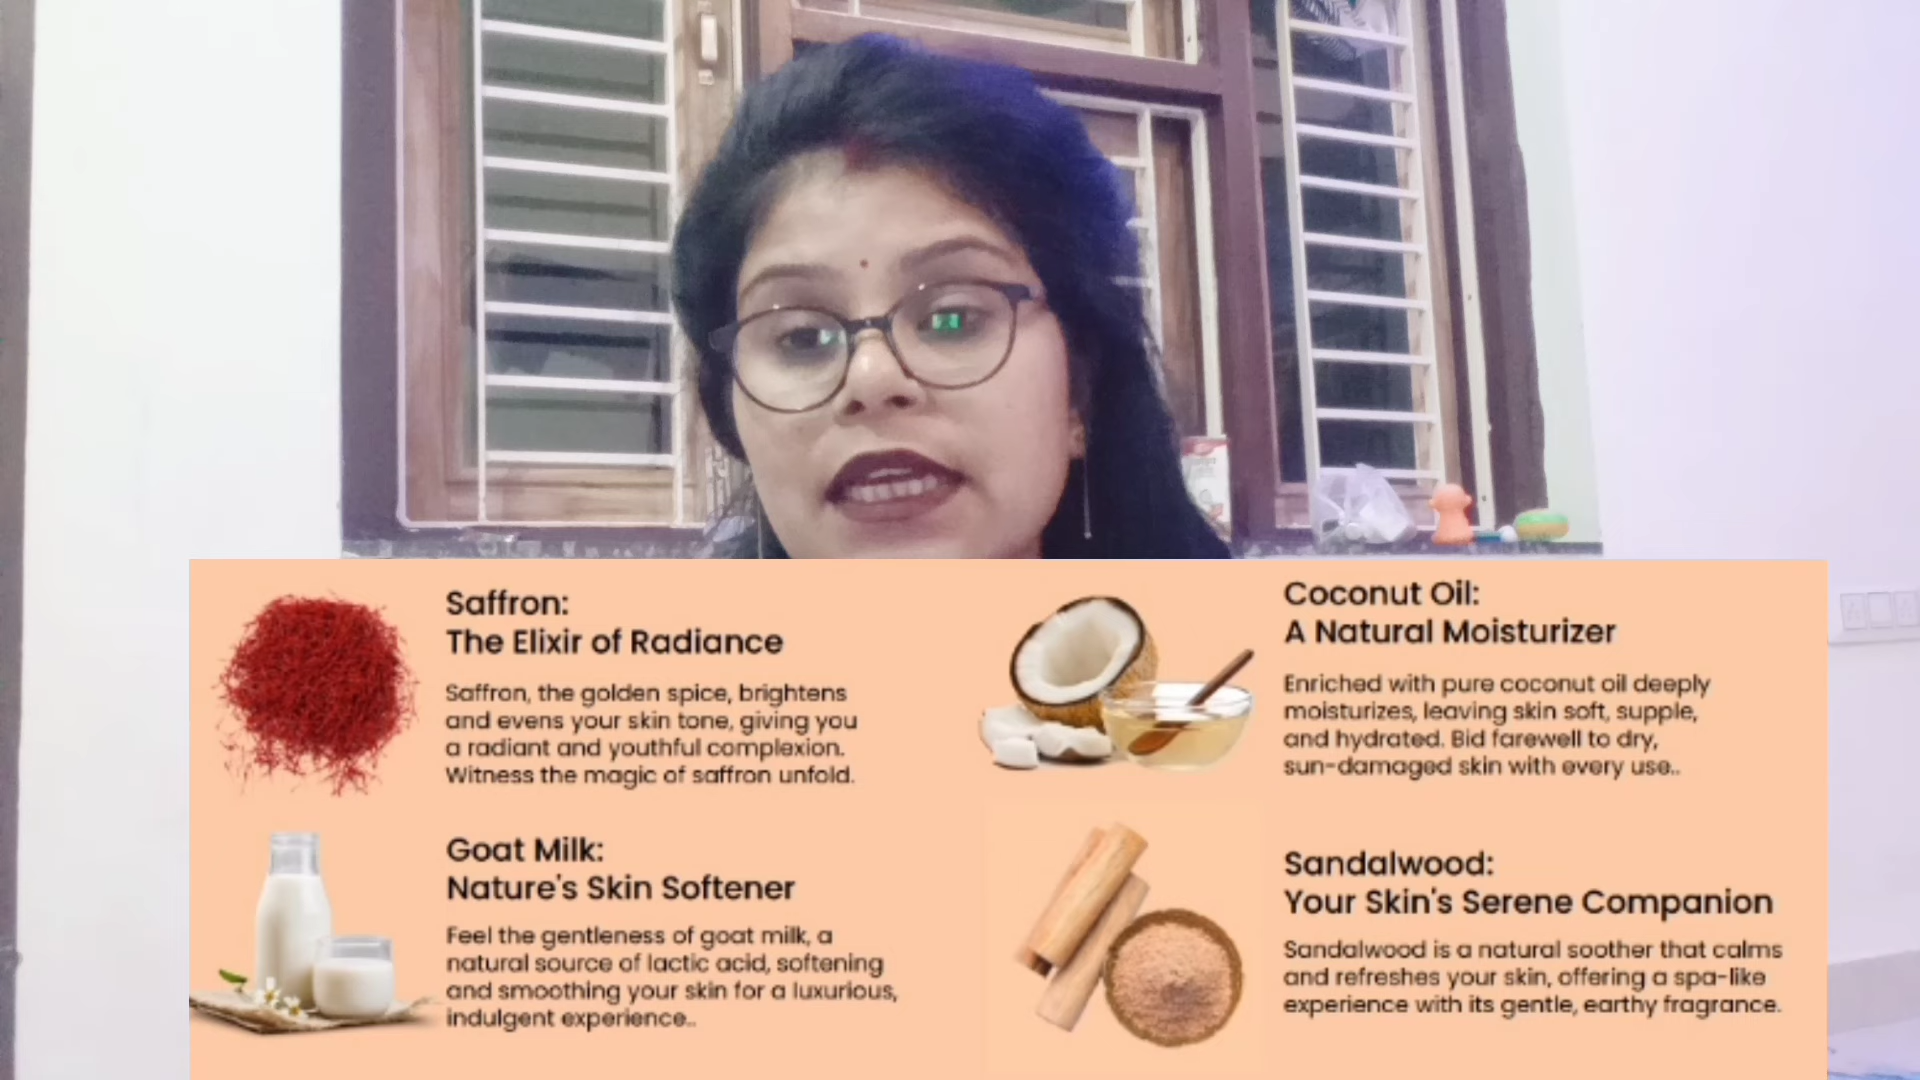 Saffron:
The Elixir of Radiance
Saffron, the golden spice, brightens
and evens your skin tone, giving you
a radiant and youthful complexion.
Witness the magic of saffron unfold.
Coconut Oil:
A Natural Moisturizer
Enriched with pure coconut oil deeply
moisturizes, leaving skin soft, supple,
and hydrated. Bid farewell to dry,
sun-damaged skin with every use..
Goat Milk:
Nature's Skin Softener
Feel the gentleness of goat milk, a
natural source of lactic acid, softening
and smoothing your skin for a luxurious,
indulgent experience..
Sandalwood:
Your Skin's Serene Companion
Sandalwood is a natural soother that calms
and refreshes your skin, offering a spa-like
experience with its gentle, earthy fragrance.